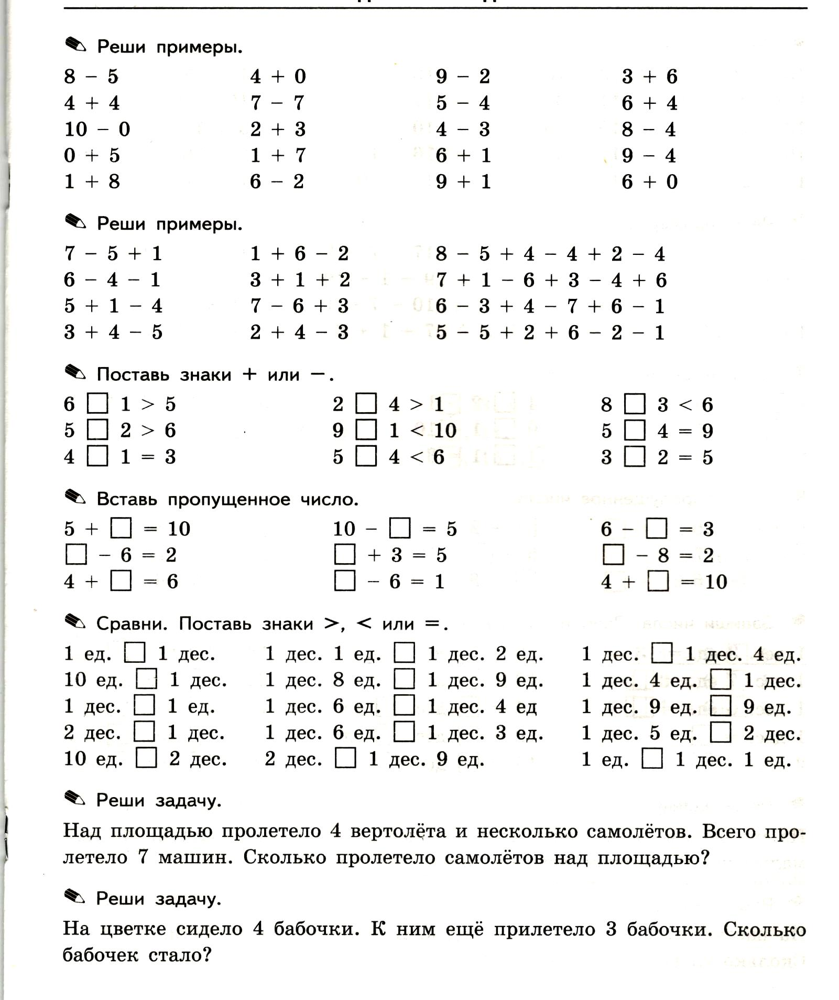 Реши примеры.
8 − 5 4 + 0 9 − 2 3 + 6
4 + 4 7 − 7 5 − 4 6 + 4
10 − 0 2 + 3 4 − 3 8 − 4
0 + 5 1 + 7 6 + 1 9 − 4
1 + 8 6 − 2 9 + 1 6 + 0
Реши примеры.
7 − 5 + 1 1 + 6 − 2 8 − 5 + 4 − 4 + 2 − 4
6 − 4 − 1 3 + 1 + 2 7 + 1 − 6 + 3 − 4 + 6
5 + 1 − 4 7 − 6 + 3 6 − 3 + 4 − 7 + 6 − 1
3 + 4 − 5 2 + 4 − 3 5 − 5 + 2 + 6 − 2 − 1
Поставь знаки + или −.
6 □ 1 > 5 2 □ 4 > 1 8 □ 3 < 6
5 □ 2 > 6 9 □ 1 < 10 5 □ 4 = 9
4 □ 1 = 3 5 □ 4 < 6 3 □ 2 = 5
Вставь пропущенное число.
5 + □ = 10 10 − □ = 5 6 − □ = 3
□ − 6 = 2 □ + 3 = 5 □ − 8 = 2
4 + □ = 6 □ − 6 = 1 4 + □ = 10
Сравни. Поставь знаки >, < или =.
1 ед. □ 1 дес. 1 дес. 1 ед. □ 1 дес. 2 ед. 1 дес. □ 1 дес. 4 ед.
10 ед. □ 1 дес. 1 дес. 8 ед. □ 1 дес. 9 ед. 1 дес. 4 ед. □ 1 дес.
1 дес. □ 1 ед. 1 дес. 6 ед. □ 1 дес. 4 ед 1 дес. 9 ед. □ 9 ед.
2 дес. □ 1 дес. 1 дес. 6 ед. □ 1 дес. 3 ед. 1 дес. 5 ед. □ 2 дес.
10 ед. □ 2 дес. 2 дес. □ 1 дес. 9 ед. 1 ед. □ 1 дес. 1 ед.
Реши задачу.
Над площадью пролетело 4 вертолёта и несколько самолётов. Всего про-
летело 7 машин. Сколько пролетело самолётов над площадью?
Реши задачу.
На цветке сидело 4 бабочки. К ним ещё прилетело 3 бабочки. Сколько
бабочек стало?